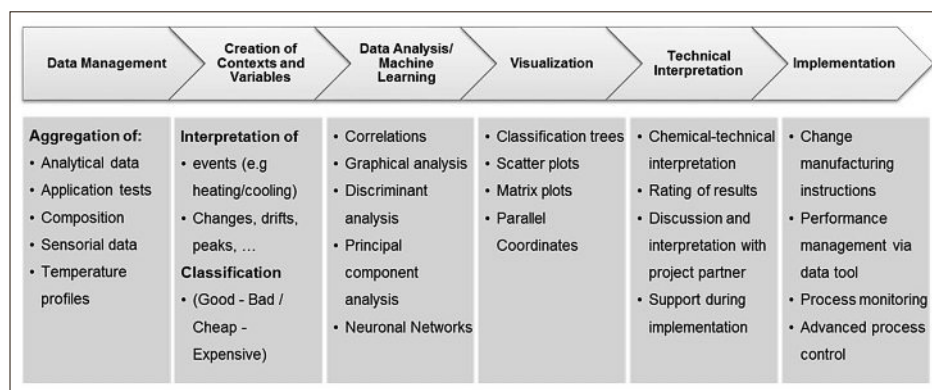 Data Management
Creation of
Contexts and
Variables
Data Analysis/
Machine
Learning
Visualization
Technical
Interpretation
Implementation
Aggregation of:
• Analytical data
• Application tests
• Composition
• Sensorial data
• Temperature
profiles
Interpretation of
• events (e.g
heating/cooling)
• Changes, drifts,
peaks, …
Classification
• (Good - Bad /
Cheap -
Expensive)
• Correlations
• Graphical analysis
• Discriminant
analysis
• Principal
component
analysis
• Neuronal Networks
• Classification trees
• Scatter plots
• Matrix plots
• Parallel
Coordinates
• Chemical-technical
interpretation
• Rating of results
• Discussion and
interpretation with
project partner
• Support during
implementation
• Change
manufacturing
instructions
• Performance
management via
data tool
• Process monitoring
• Advanced process
control